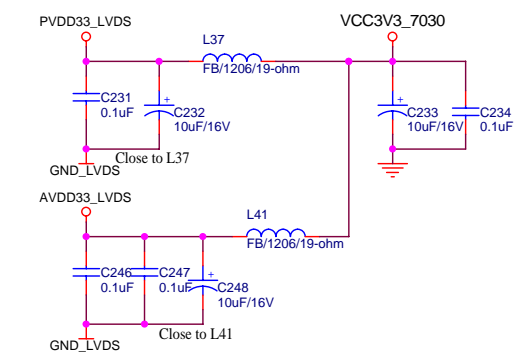 PVDD33_LVDS
VCC3V3_7030
L37
FB/1206/19-ohm
C231
0.1uF
+
C232
10uF/16V
+
C233
10uF/16V
C234
0.1uF
Close to L37
GND_LVDS
AVDD33_LVDS
L41
FB/1206/19-ohm
C246
0.1uF
C247
0.1uF
+
C248
10uF/16V
Close to L41
GND_LVDS